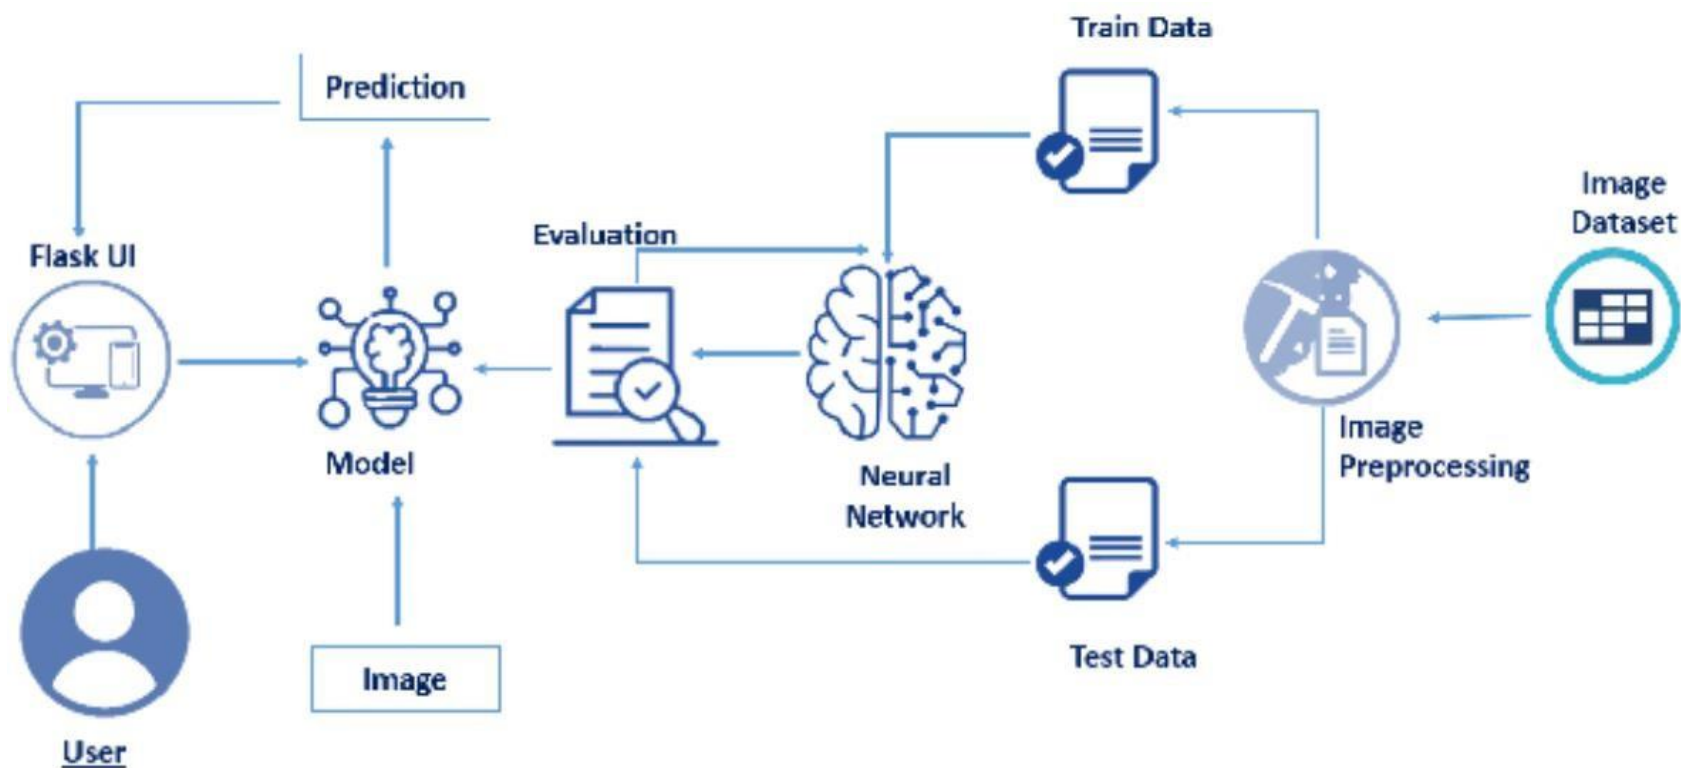 Train Data
Prediction
Image
Dataset
Evaluation
Flask UI
Image
Preprocessing
Model
Neural
Network
Test Data
Image
User